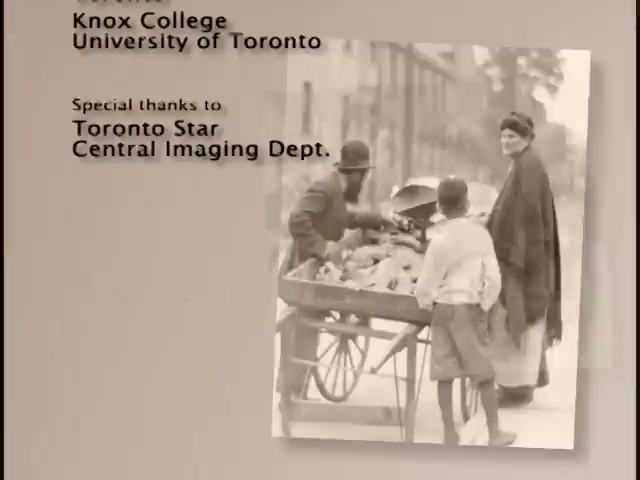 Knox College
University of Toronto
Special thanks to
Toronto Star
Central Imaging Dept.